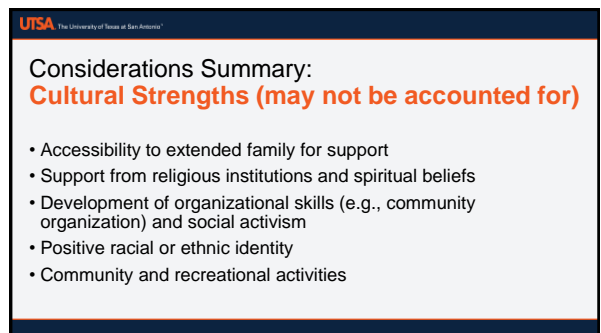 UTSA The University of Texas at San Antonio™
Considerations Summary:
Cultural Strengths (may not be accounted for)
• Accessibility to extended family for support
• Support from religious institutions and spiritual beliefs
• Development of organizational skills (e.g., community
organization) and social activism
• Positive racial or ethnic identity
• Community and recreational activities